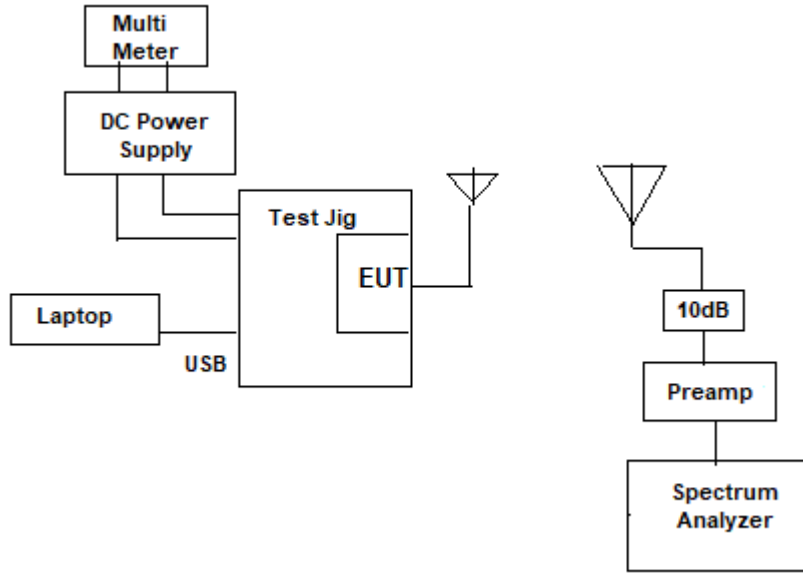 Multi
Meter
DC Power
Supply
Test Jig
EUT
Laptop
USB
10dB
Preamp
Spectrum
Analyzer